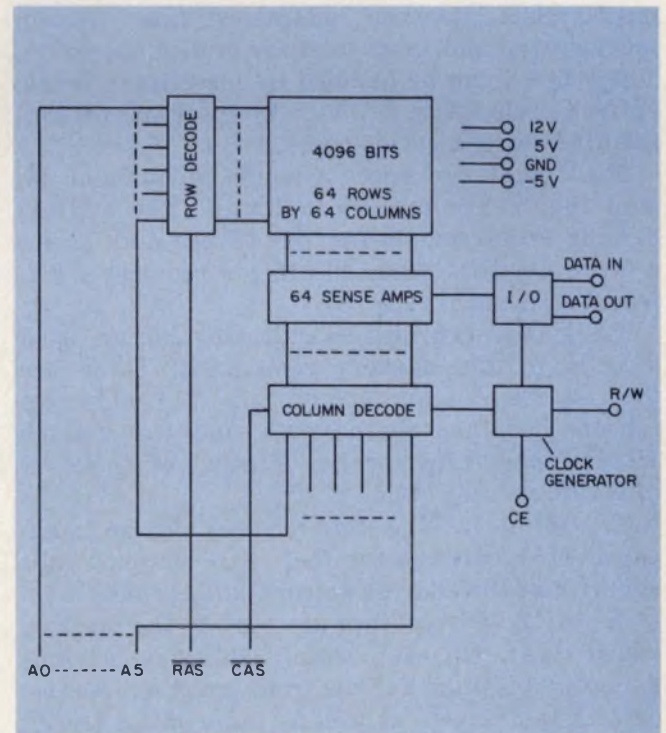 ROW DECODE
4096 BITS
64 ROWS
BY 64 COLUMNS
12V
5V
GND
-5V
64 SENSE AMPS
I/O
DATA IN
DATA OUT
COLUMN DECODE
R/W
CLOCK
GENERATOR
CE
A0 A5 RAS CAS